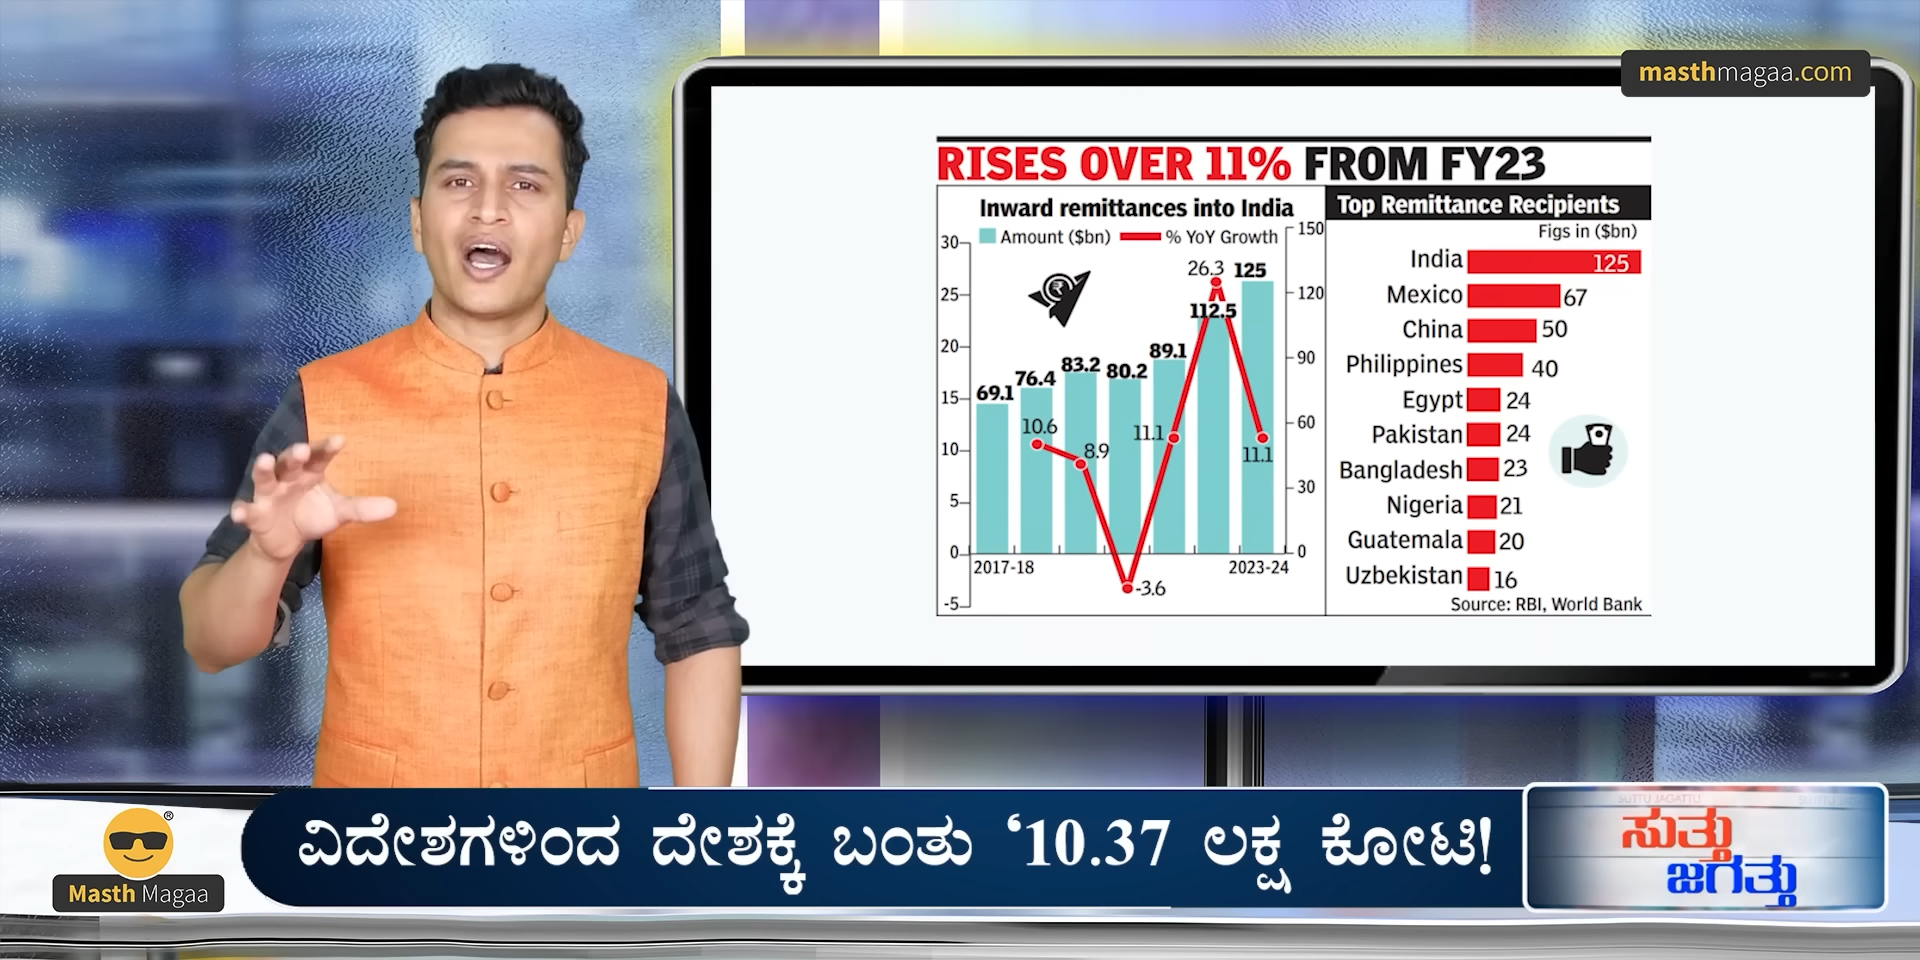 masthmagaa.com
RISES OVER 11% FROM FY23
Inward remittances into India
Amount ($bn) % YoY Growth
30
25
20
15
10
5
0
-5
150
120
90
60
30
0
69.1
76.4
83.2
80.2
89.1
112.5
125
10.6
8.9
-3.6
11.1
26.3
11.1
2017-18
2023-24
Top Remittance Recipients
Figs in ($bn)
India 125
Mexico 67
China 50
Philippines 40
Egypt 24
Pakistan 24
Bangladesh 23
Nigeria 21
Guatemala 20
Uzbekistan 16
Source: RBI, World Bank
®
Masth Magaa
ವಿದೇಶಗಳಿಂದ ದೇಶಕ್ಕೆ ಬಂತು ‘10.37 ಲಕ್ಷ ಕೋಟಿ!
SUTTU JAGATTU
ಸುತ್ತು
ಜಗತ್ತು